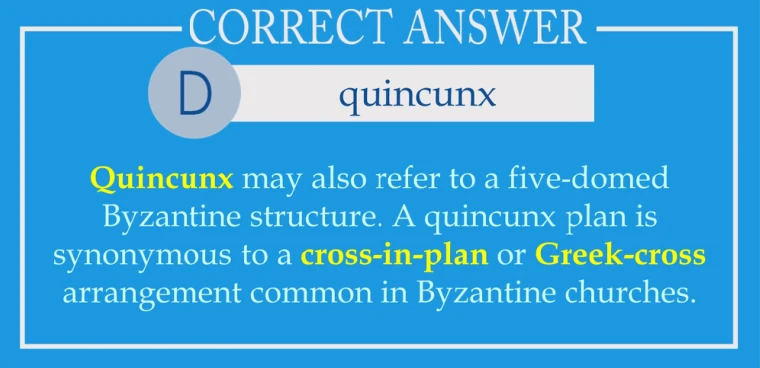 CORRECT ANSWER
D
quincunx
Quincunx may also refer to a five-domed
Byzantine structure. A quincunx plan is
synonymous to a cross-in-plan or Greek-cross
arrangement common in Byzantine churches.